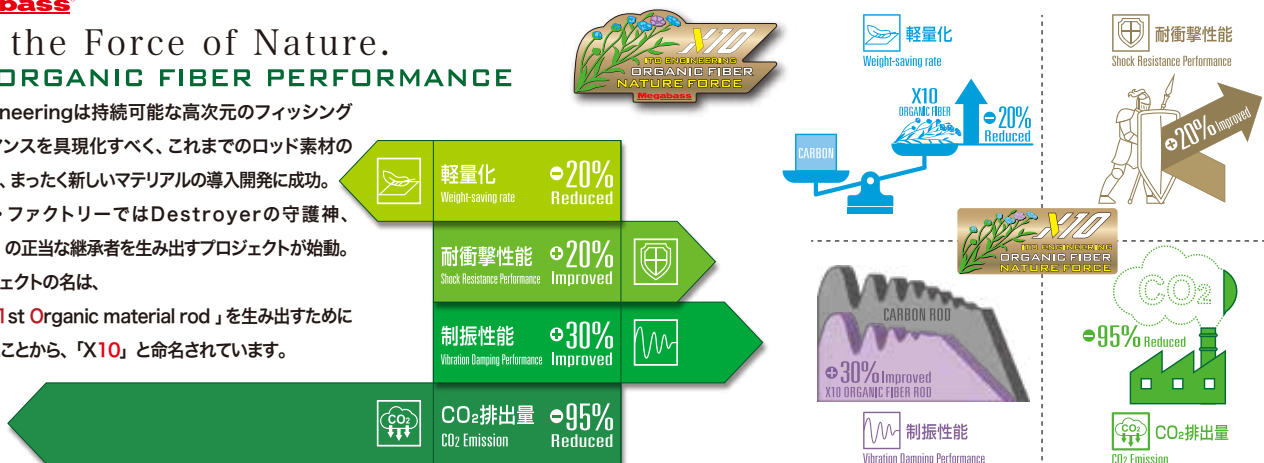 bass
the Force of Nature.
ORGANIC FIBER PERFORMANCE
neeringは持続可能な高次元のフィッシング
アンスを具現化すべく、これまでのロッド素材の
、まったく新しいマテリアルの導入開発に成功。
・ファクトリーではDestroyerの守護神、
の正当な継承者を生み出すプロジェクトが始動。
ェクトの名は、
1st Organic material rod 」を生み出すために
ことから、「X10」と命名されています。
X10
ITO ENGINEERING
ORGANIC FIBER
NATURE FORCE
Megabass
軽量化
Weight-saving rate
-20%
Reduced
耐衝撃性能
Shock Resistance Performance
+20%
Improved
制振性能
Vibration Damping Performance
+30%
Improved
CO2
CO2排出量
CO2 Emission
-95%
Reduced
軽量化
Weight-saving rate
X10
ORGANIC FIBER
-20%
Reduced
CARBON
耐衝撃性能
Shock Resistance Performance
+20% Improved
X10
ITO ENGINEERING
ORGANIC FIBER
NATURE FORCE
CARBON ROD
+30% Improved
X10 ORGANIC FIBER ROD
制振性能
Vibration Damping Performance
CO2
-95% Reduced
CO2
CO2排出量
CO2 Emission